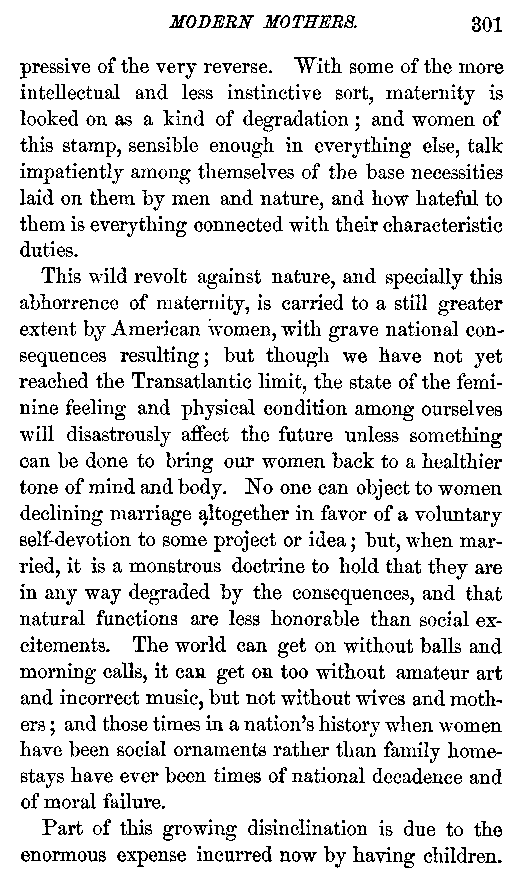 MODERN MOTHERS. 301
pressive of the very reverse. With some of the more
intellectual and less instinctive sort, maternity is
looked on as a kind of degradation; and women of
this stamp, sensible enough in everything else, talk
impatiently among themselves of the base necessities
laid on them by men and nature, and how hateful to
them is everything connected with their characteristic
duties.
This wild revolt against nature, and specially this
abhorrence of maternity, is carried to a still greater
extent by American women, with grave national con-
sequences resulting; but though we have not yet
reached the Transatlantic limit, the state of the femi-
nine feeling and physical condition among ourselves
will disastrously affect the future unless something
can be done to bring our women back to a healthier
tone of mind and body. No one can object to women
declining marriage altogether in favor of a voluntary
self-devotion to some project or idea; but, when mar-
ried, it is a monstrous doctrine to hold that they are
in any way degraded by the consequences, and that
natural functions are less honorable than social ex-
citements. The world can get on without balls and
morning calls, it can get on too without amateur art
and incorrect music, but not without wives and moth-
ers; and those times in a nation's history when women
have been social ornaments rather than family home-
stays have ever been times of national decadence and
of moral failure.
Part of this growing disinclination is due to the
enormous expense incurred now by having children.